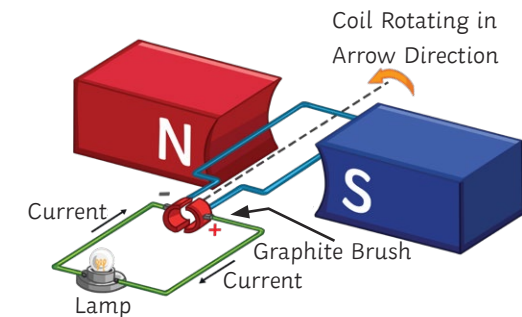 Coil Rotating in
Arrow Direction
N
S
-
+
Current
Graphite Brush
Current
Lamp